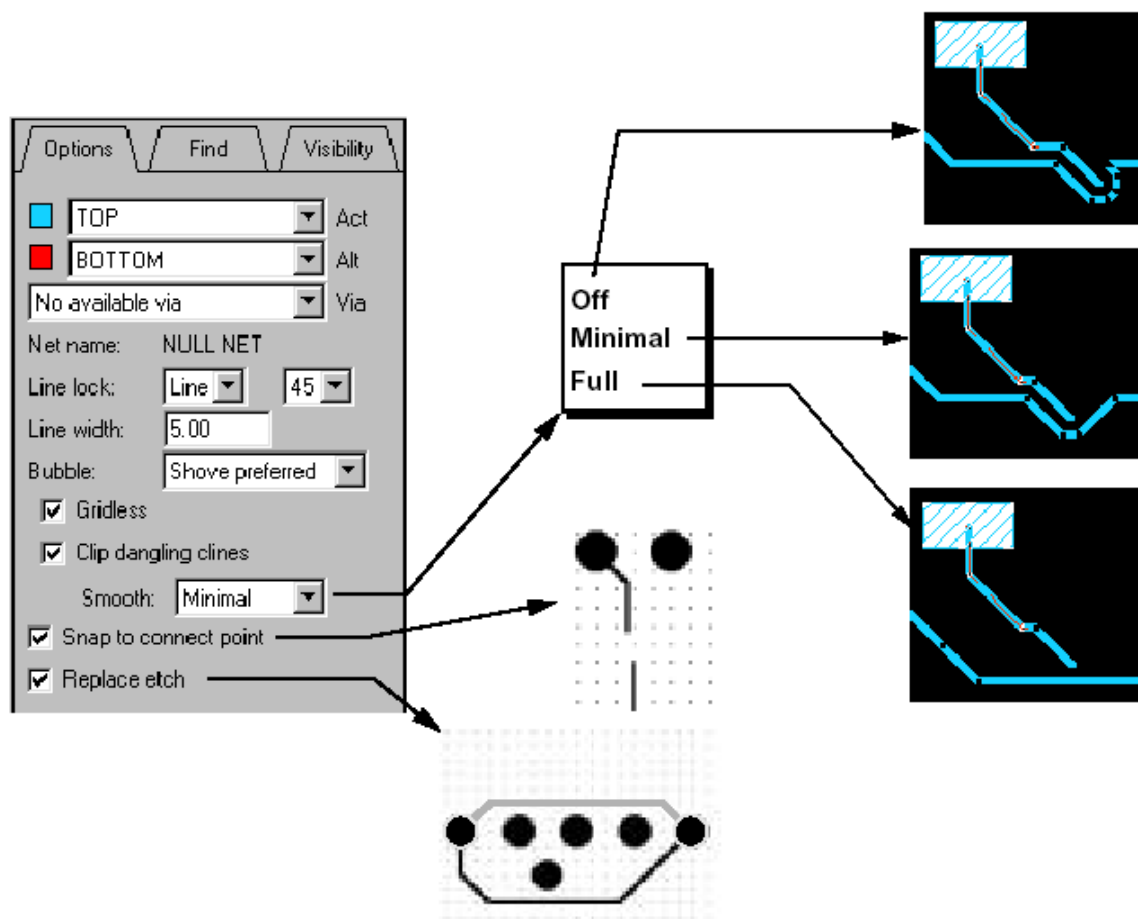 Options Find Visibility
TOP Act
BOTTOM Alt
No available via Via
Net name: NULL NET
Line lock: Line 45
Line width: 5.00
Bubble: Shove preferred
Gridless
Clip dangling clines
Smooth: Minimal
Snap to connect point
Replace etch
Off
Minimal
Full